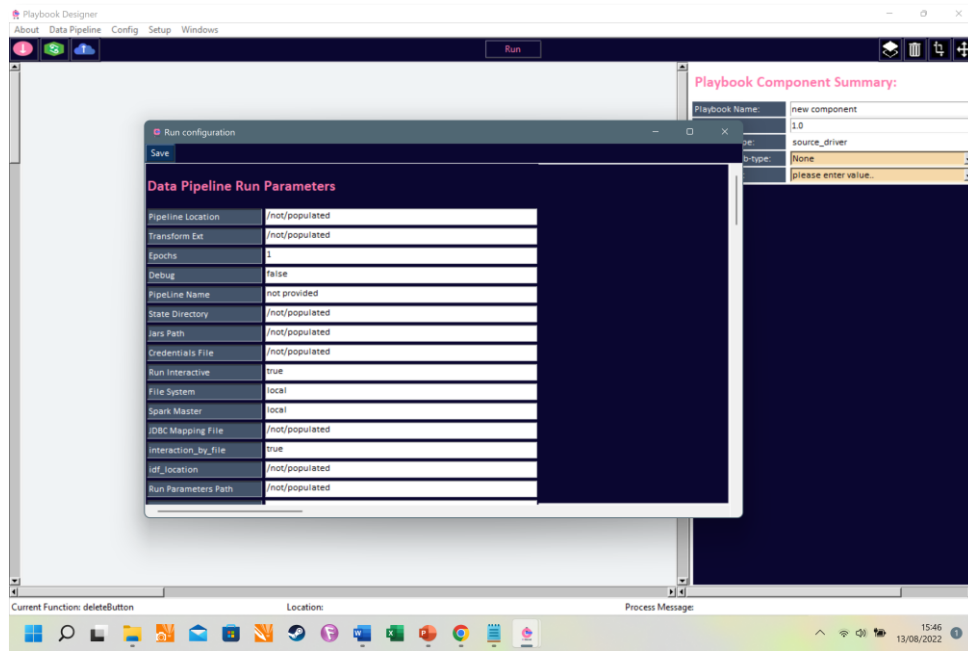 Playbook Designer
About Data Pipeline Config Setup Windows
Run
Playbook Component Summary:
Playbook Name: new component
1.0
pe: source_driver
b-type: None
please enter value..
Run configuration
Save
Data Pipeline Run Parameters
Pipeline Location /not/populated
Transform Ext /not/populated
Epochs 1
Debug false
PipeLine Name not provided
State Directory /not/populated
Jars Path /not/populated
Credentials File /not/populated
Run Interactive true
File System local
Spark Master local
JDBC Mapping File /not/populated
interaction_by_file true
idf_location /not/populated
Run Parameters Path /not/populated
Current Function: deleteButton Location: Process Message:
15:46
13/08/2022